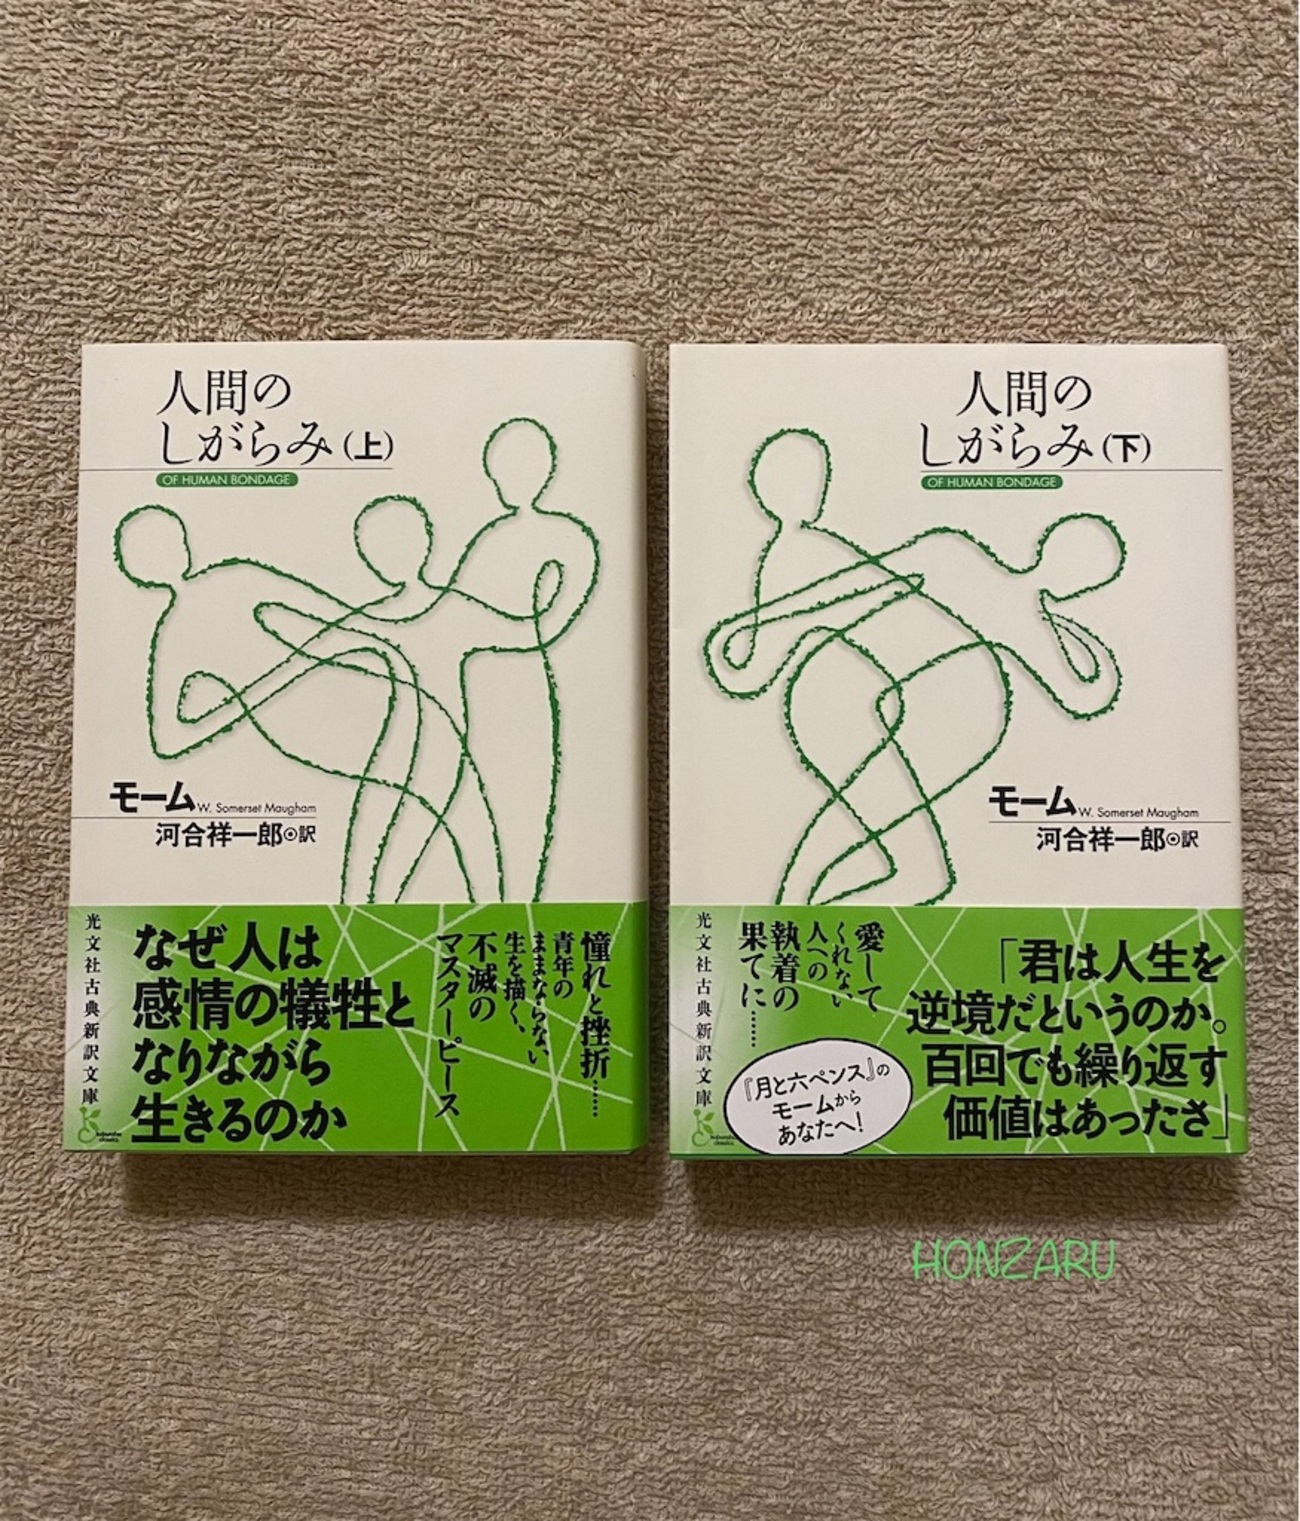 人間の
しがらみ(上)
OF HUMAN BONDAGE
モーム W. Somerset Maugham
河合祥一郎◎訳
光文社古典新訳文庫
なぜ人は
感情の犠牲と
なりながら
生きるのか
憧れと挫折……
青年の
ままならない
生を描く、
不滅の
マスターピース
人間の
しがらみ(下)
OF HUMAN BONDAGE
モーム W. Somerset Maugham
河合祥一郎◎訳
光文社古典新訳文庫
愛して
くれない
人への
執着の
果てに……
『月と六ペンス』の
モームから
あなたへ!
「君は人生を
逆境だというのか。
百回でも繰り返す
価値はあったさ」
HONZARU